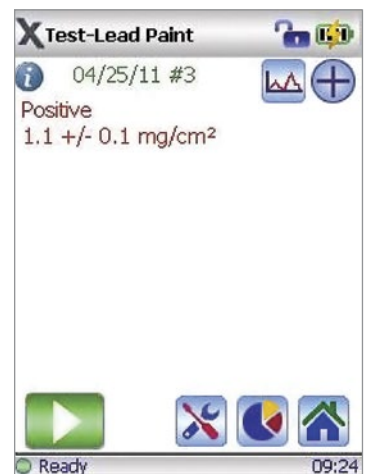 X Test-Lead Paint
04/25/11 #3
Positive
1.1 +/- 0.1 mg/cm²
Ready
09:24